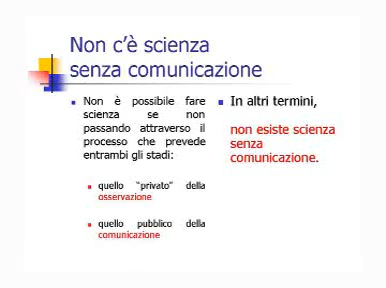 Non c'è scienza
senza comunicazione
Non è possibile fare
scienza se non
passando attraverso il
processo che prevede
entrambi gli stadi:
quello "privato" della
osservazione
quello pubblico della
comunicazione
In altri termini,
non esiste scienza
senza
comunicazione.